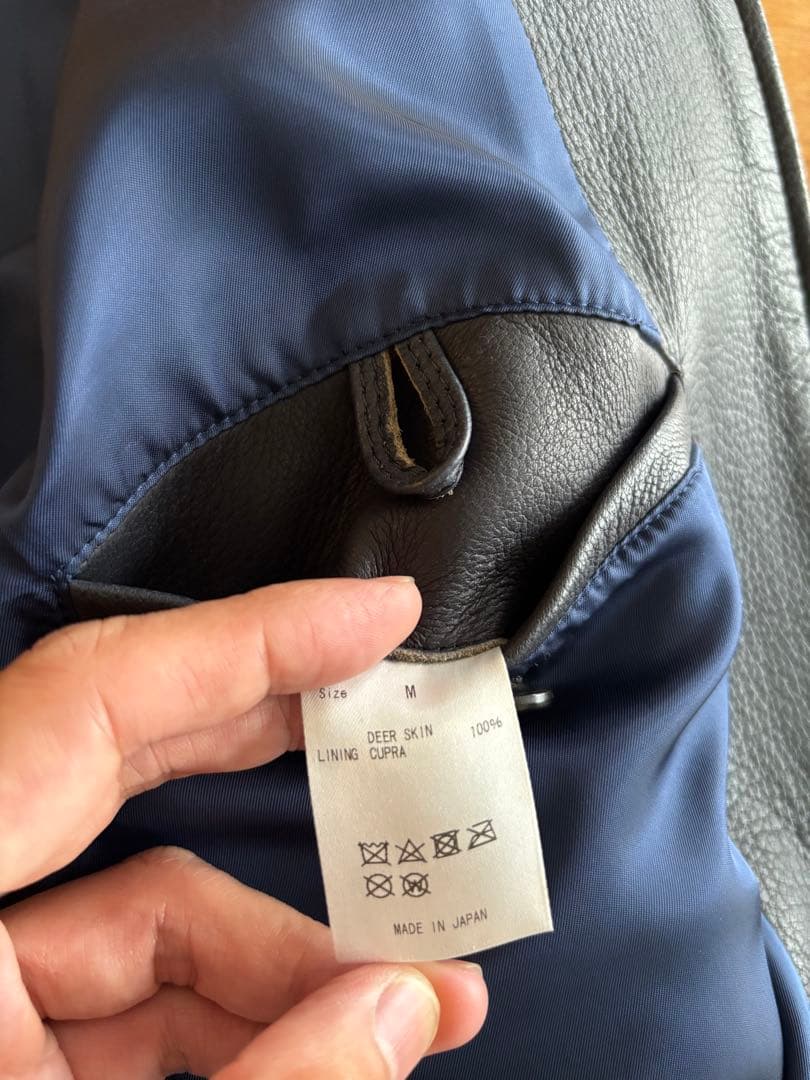 Size M
DEER SKIN 100%
LINING CUPRA
MADE IN JAPAN